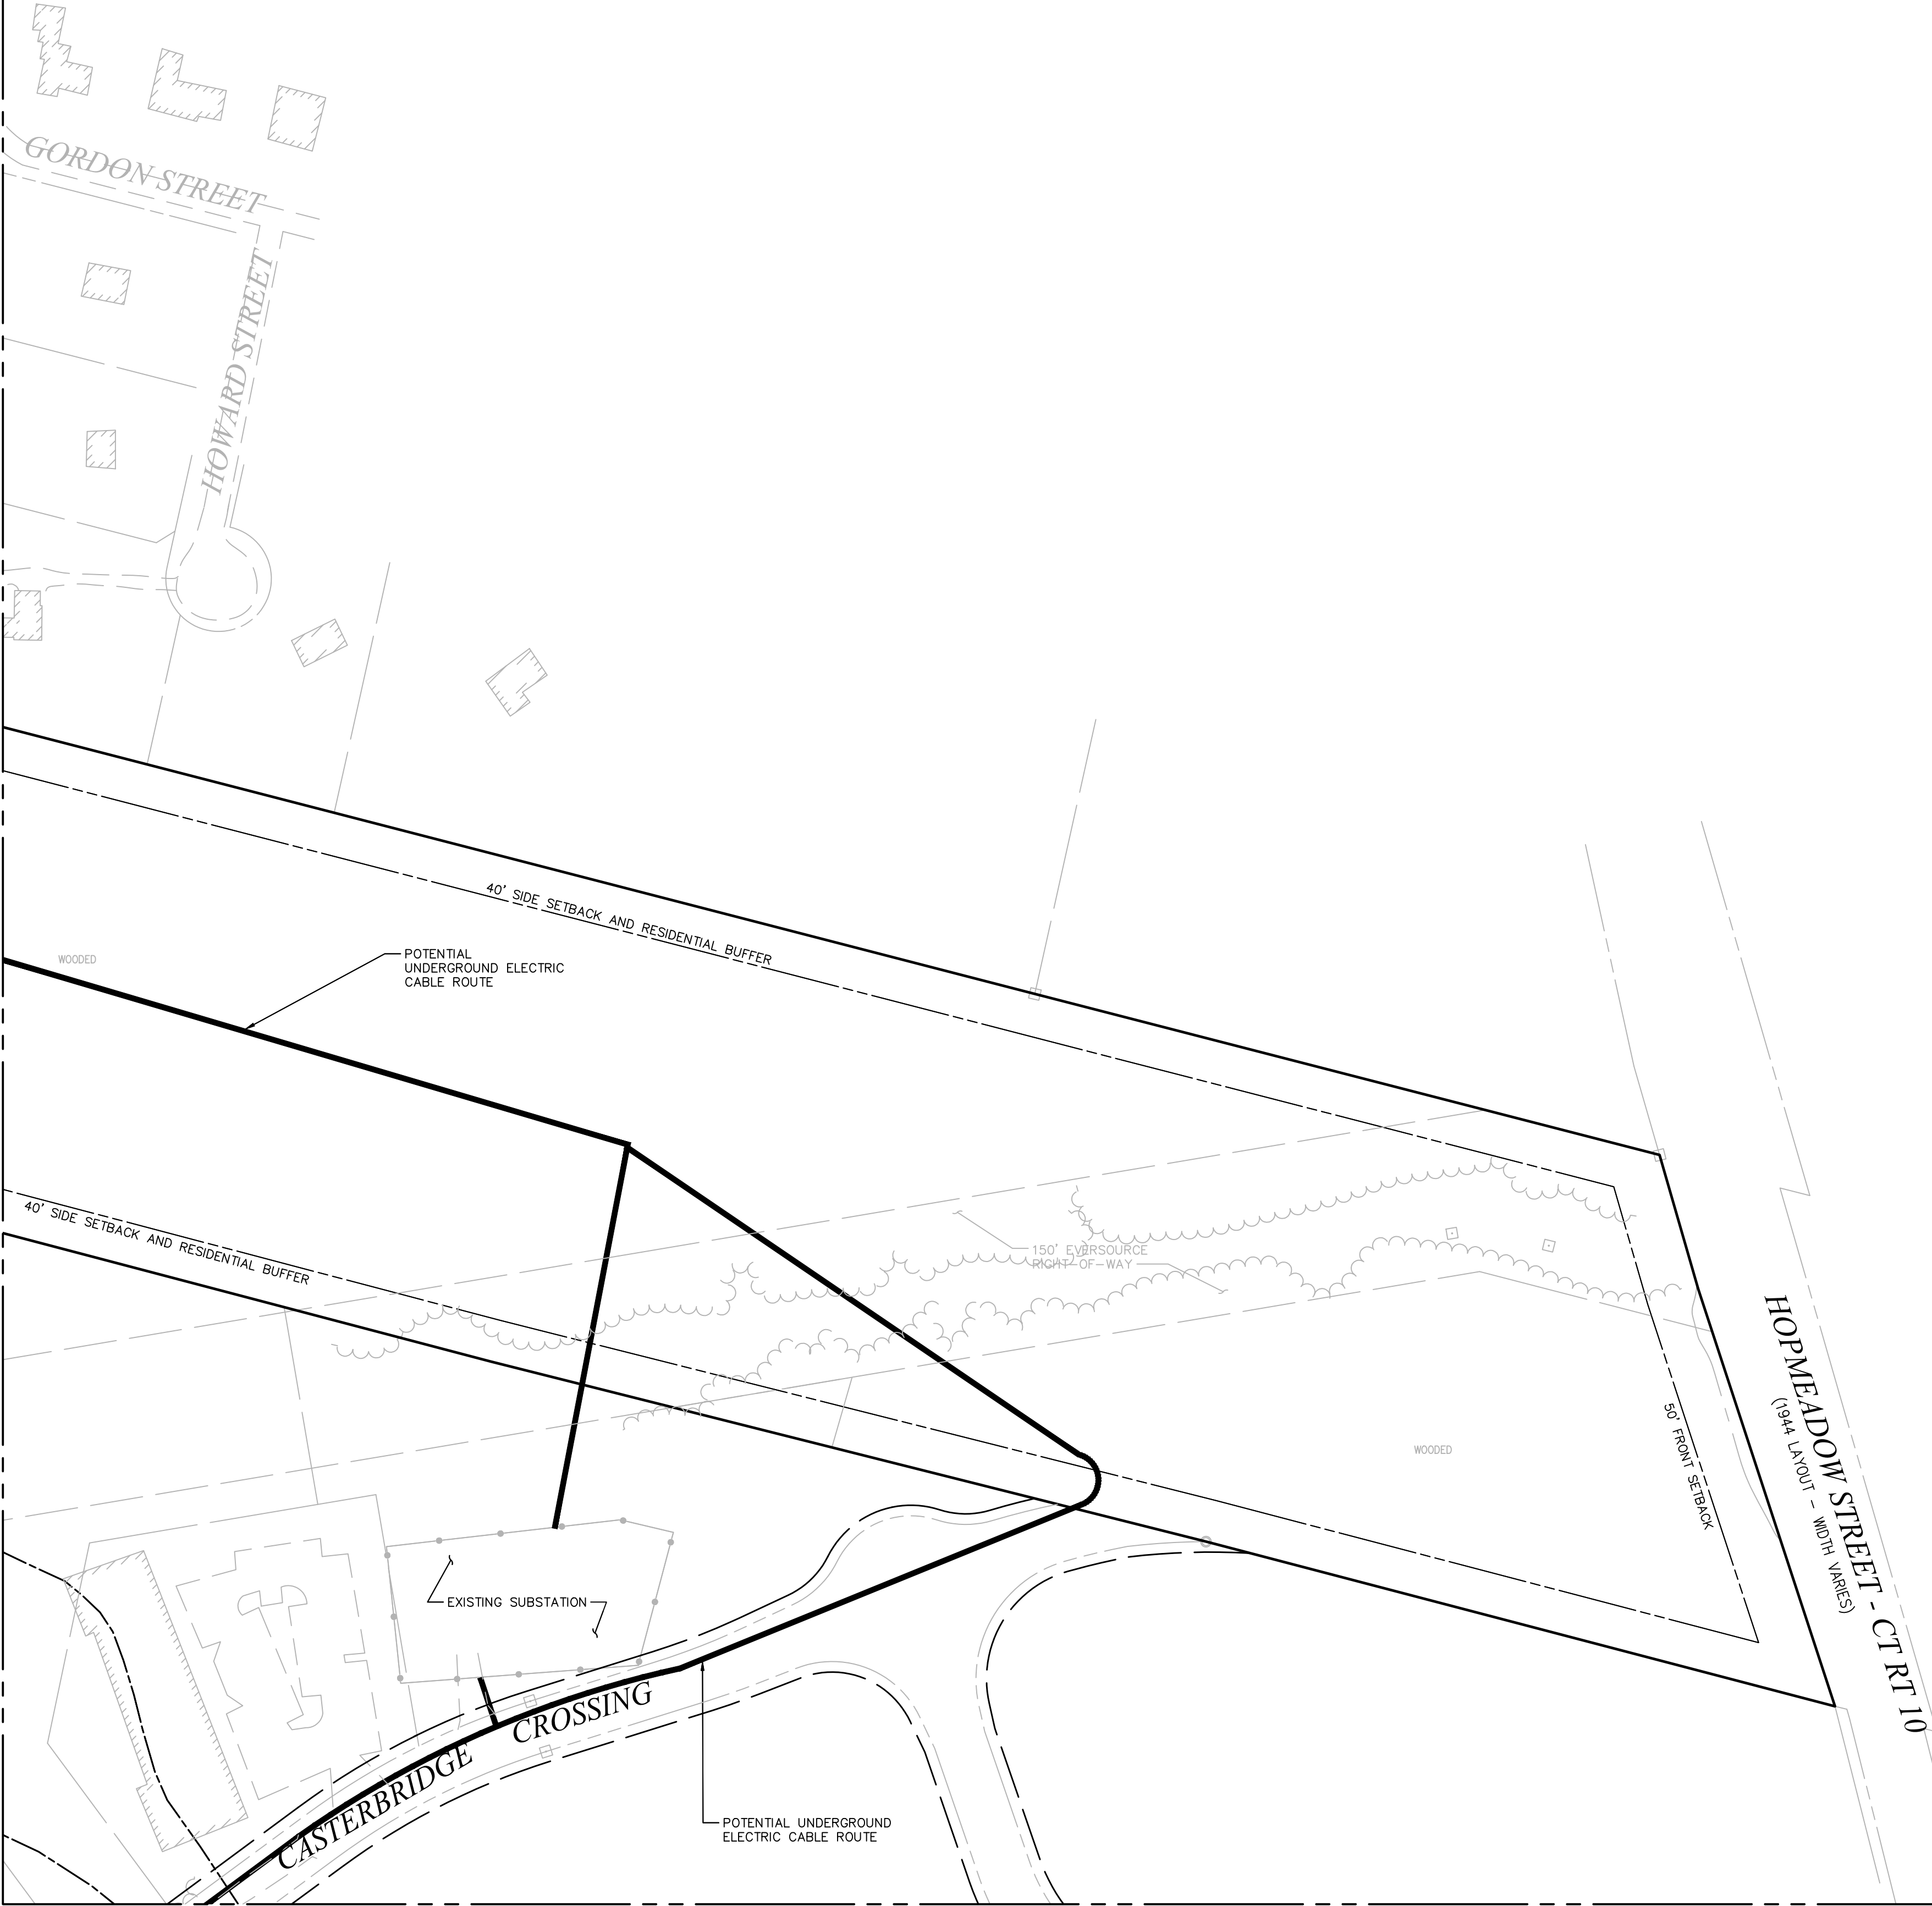 GORDON STREET
HOWARD STREET
40' SIDE SETBACK AND RESIDENTIAL BUFFER
WOODED
POTENTIAL
UNDERGROUND ELECTRIC
CABLE ROUTE
40' SIDE SETBACK AND RESIDENTIAL BUFFER
150' EVERSOURCE
RIGHT-OF-WAY
HOPMEADOW STREET - CT RT 10
(1944 LAYOUT - WIDTH VARIES)
50' FRONT SETBACK
WOODED
EXISTING SUBSTATION
CASTERBRIDGE CROSSING
POTENTIAL UNDERGROUND
ELECTRIC CABLE ROUTE